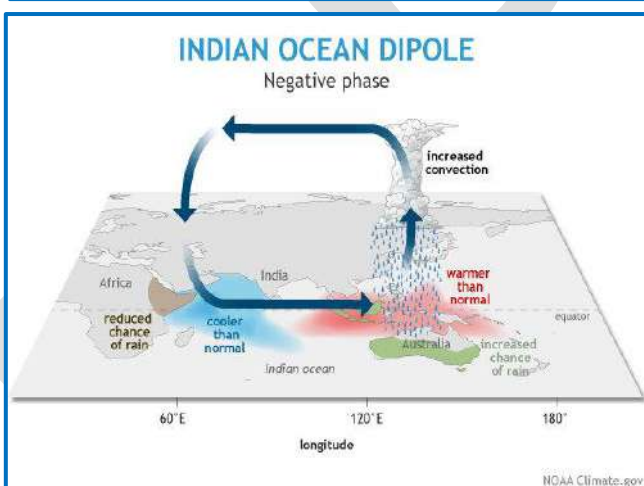 INDIAN OCEAN DIPOLE
Negative phase
increased
convection
Africa
India
warmer
than
normal
reduced
chance
of rain
cooler
than
normal
equator
Australia
increased
chance
of rain
Indian ocean
60°E
120°E
180°
longitude
NOAA Climate.gov